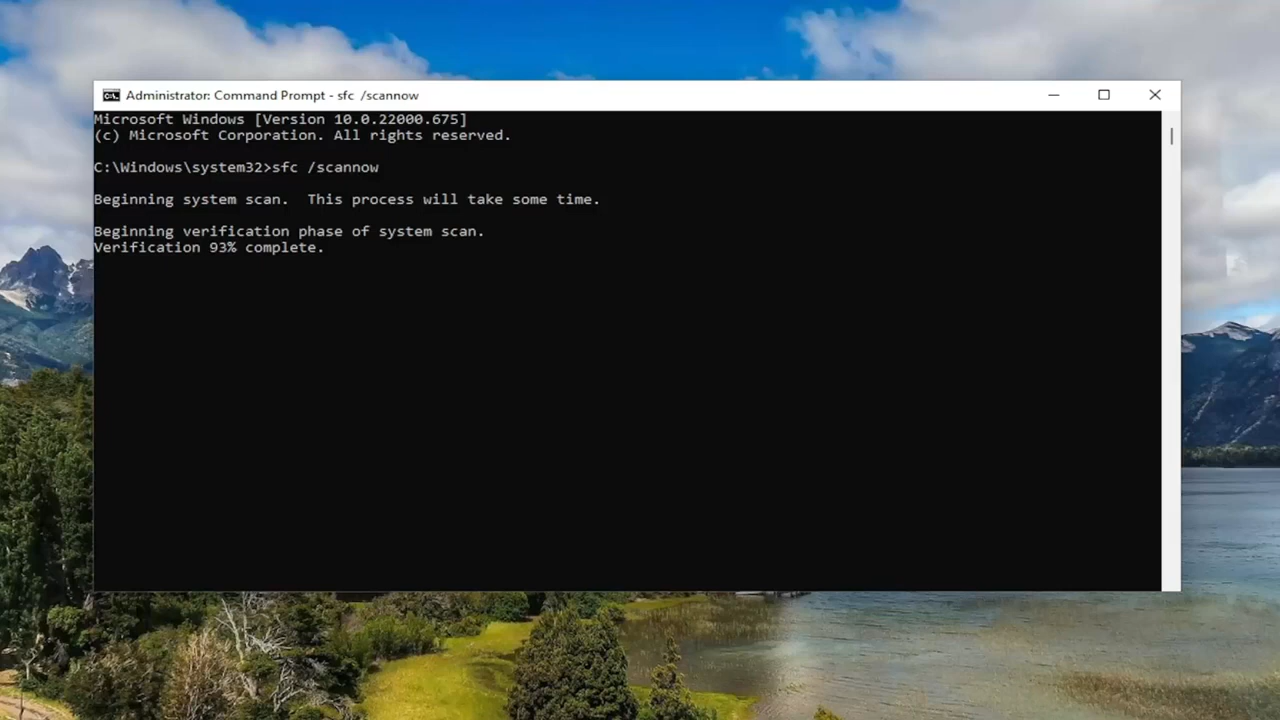 Administrator: Command Prompt - sfc  /scannow
Microsoft Windows [Version 10.0.22000.675]
(c) Microsoft Corporation. All rights reserved.
C:\Windows\system32>sfc /scannow
Beginning system scan.  This process will take some time.
Beginning verification phase of system scan.
Verification 93% complete.